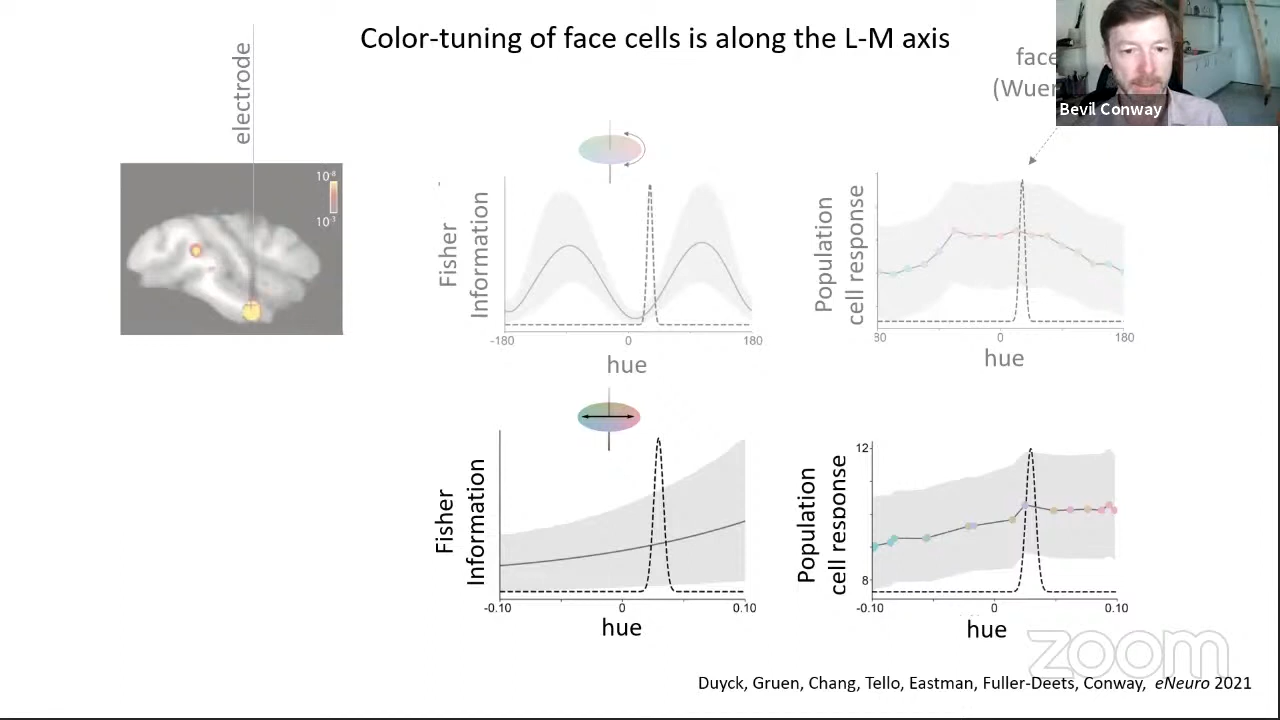 Color-tuning of face cells is along the L-M axis
electrode
10-8
10-3
Fisher
Information
-180
0
180
hue
face
(Wuer
Bevil Conway
Population
cell response
80
0
180
hue
Fisher
Information
-0.10
0
0.10
hue
Population
cell response
12
8
-0.10
0
0.10
hue
zoom
Duyck, Gruen, Chang, Tello, Eastman, Fuller-Deets, Conway, eNeuro 2021